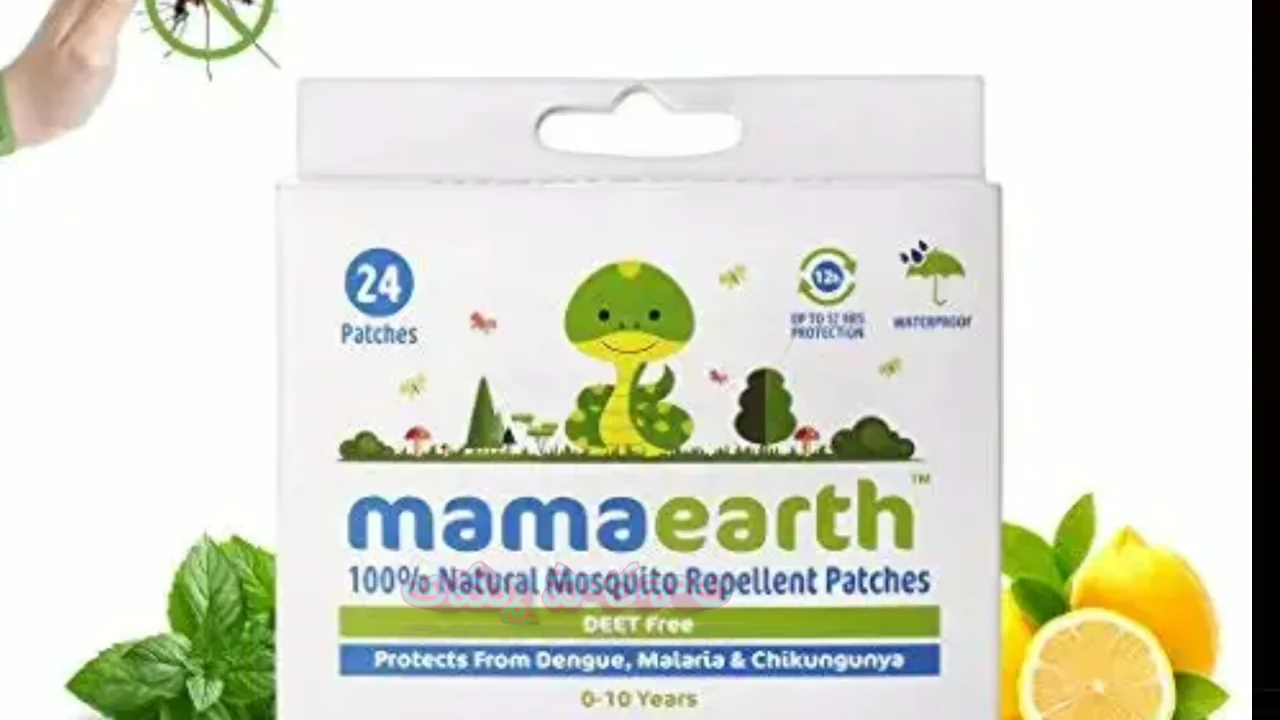 24
Patches
12h
UP TO 12 HRS
PROTECTION
WATERPROOF
mamaearth™
100% Natural Mosquito Repellent Patches
DEET Free
Protects From Dengue, Malaria & Chikungunya
0-10 Years